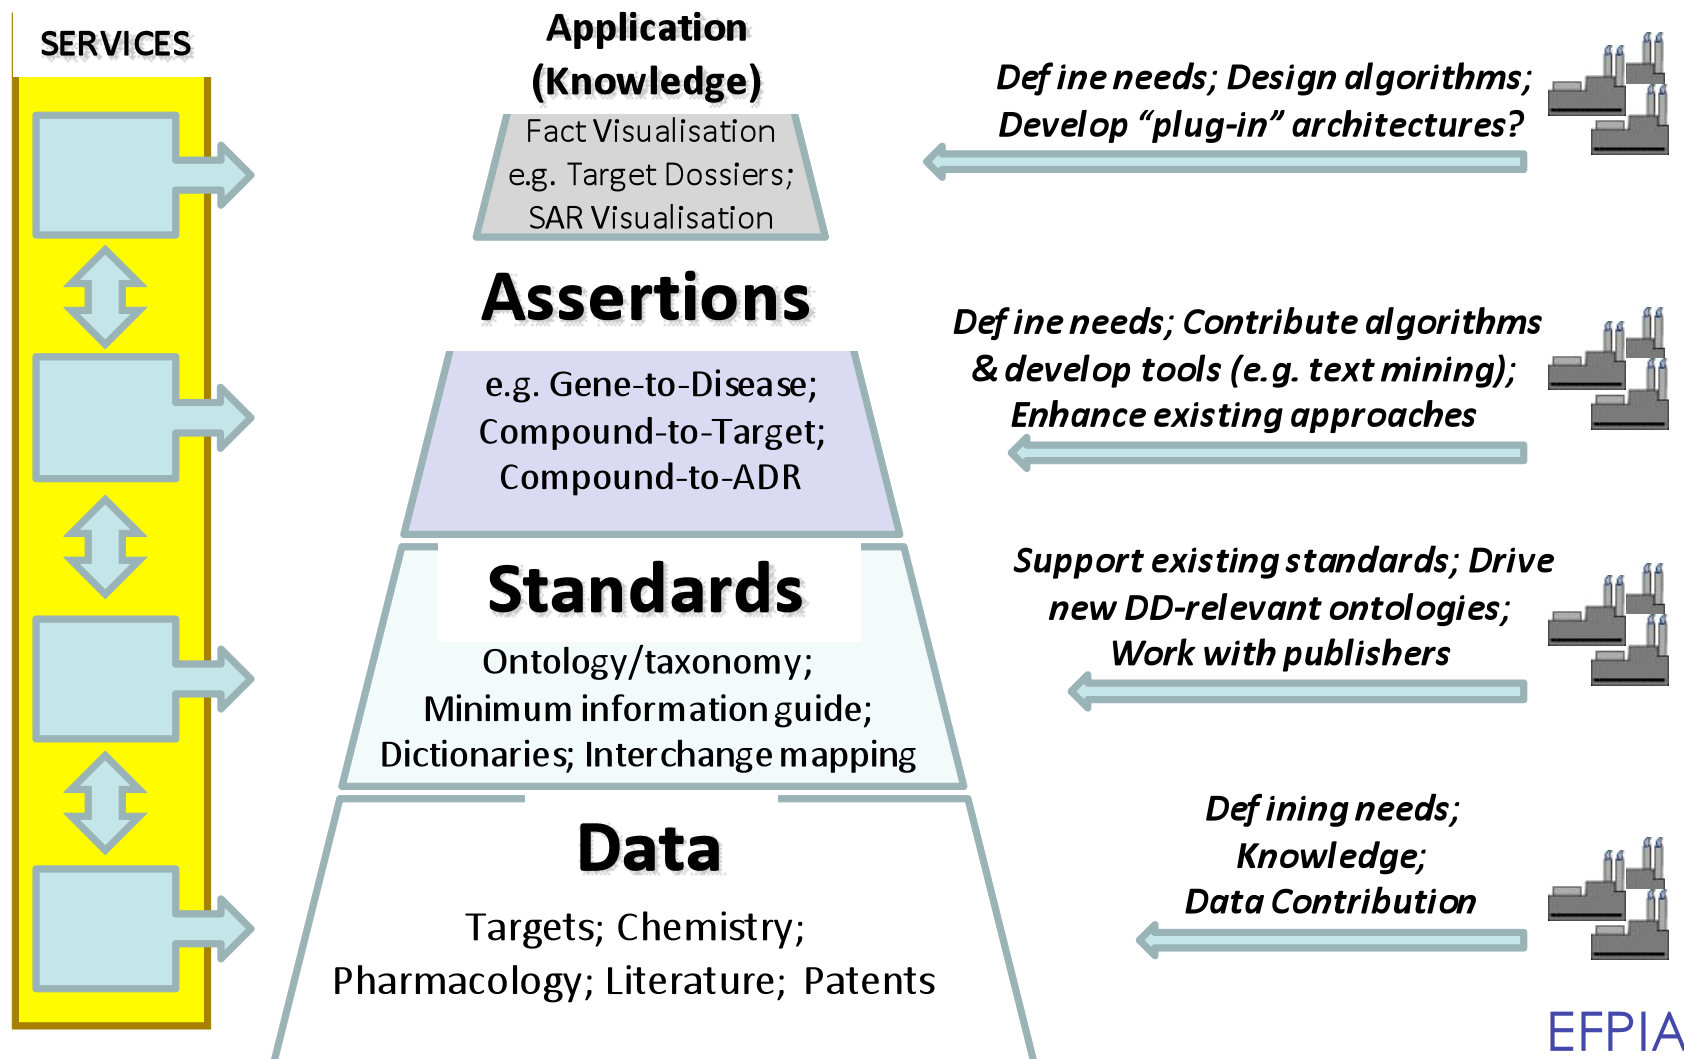 SERVICES
Application
(Knowledge)
Fact Visualisation
e.g. Target Dossiers;
SAR Visualisation
Define needs; Design algorithms;
Develop “plug-in” architectures?
Assertions
e.g. Gene-to-Disease;
Compound-to-Target;
Compound-to-ADR
Define needs; Contribute algorithms
& develop tools (e.g. text mining);
Enhance existing approaches
Standards
Ontology/taxonomy;
Minimum information guide;
Dictionaries; Interchange mapping
Support existing standards; Drive
new DD-relevant ontologies;
Work with publishers
Data
Targets; Chemistry;
Pharmacology; Literature; Patents
Defining needs;
Knowledge;
Data Contribution
EFPIA